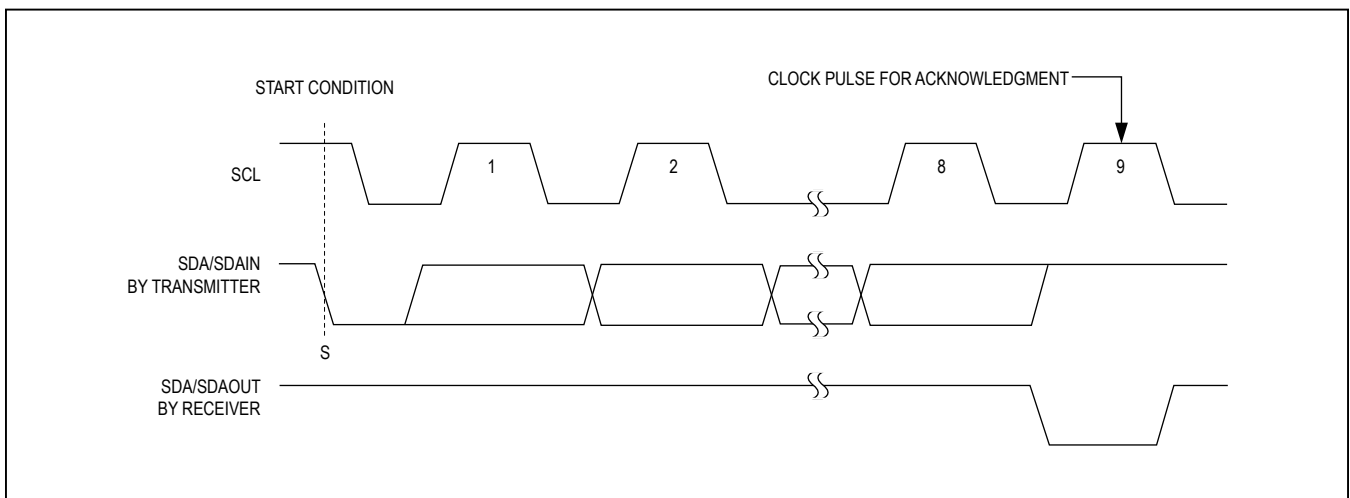 START CONDITION
CLOCK PULSE FOR ACKNOWLEDGMENT
SCL
1
2
8
9
SDA/SDAIN
BY TRANSMITTER
S
SDA/SDAOUT
BY RECEIVER